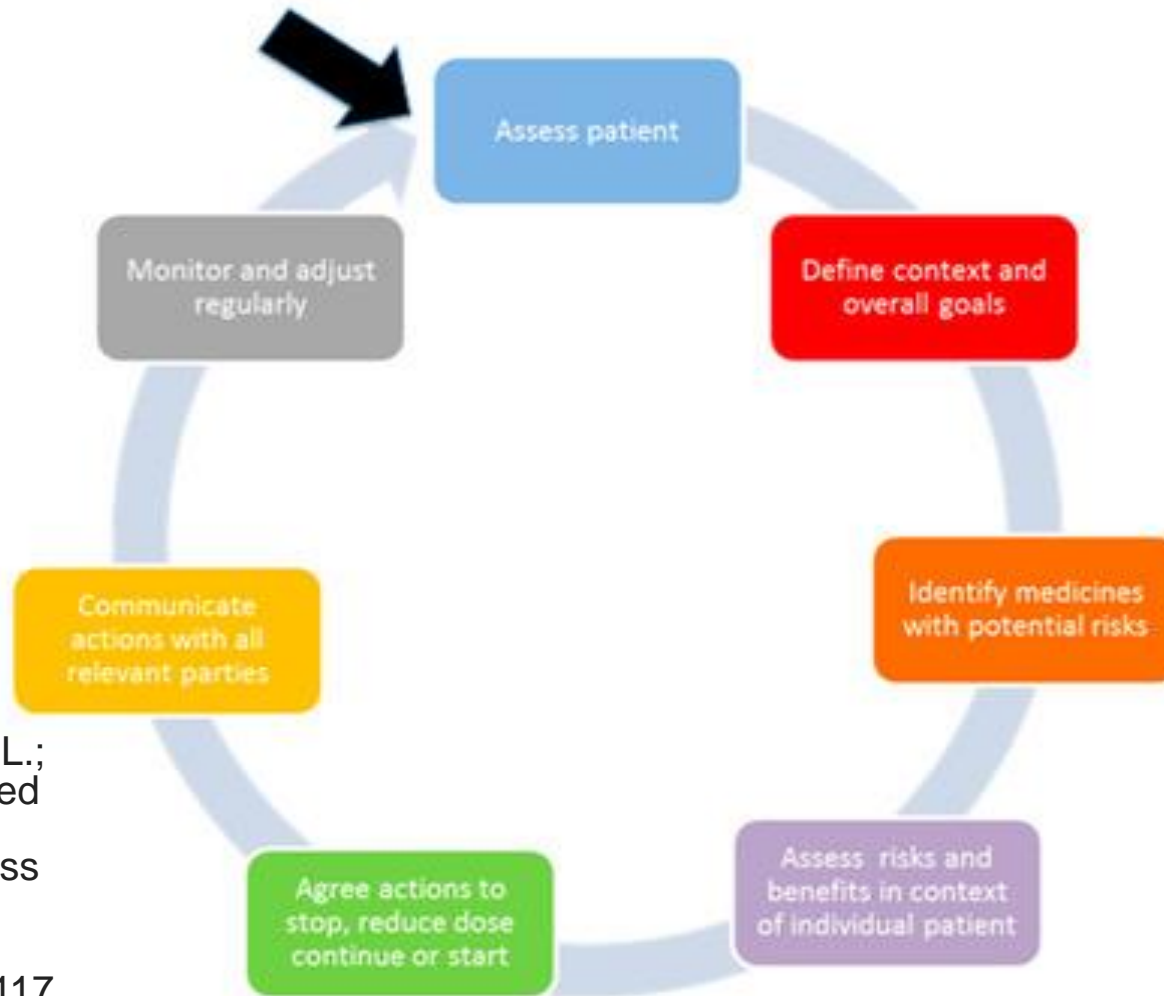 Assess patient
Define context and
overall goals
Identify medicines
with potential risks
Assess risks and
benefits in context
of individual patient
Agree actions to
stop, reduce dose
continue or start
Communicate
actions with all
relevant parties
Monitor and adjust
regularly
L.;
ed
ss
117